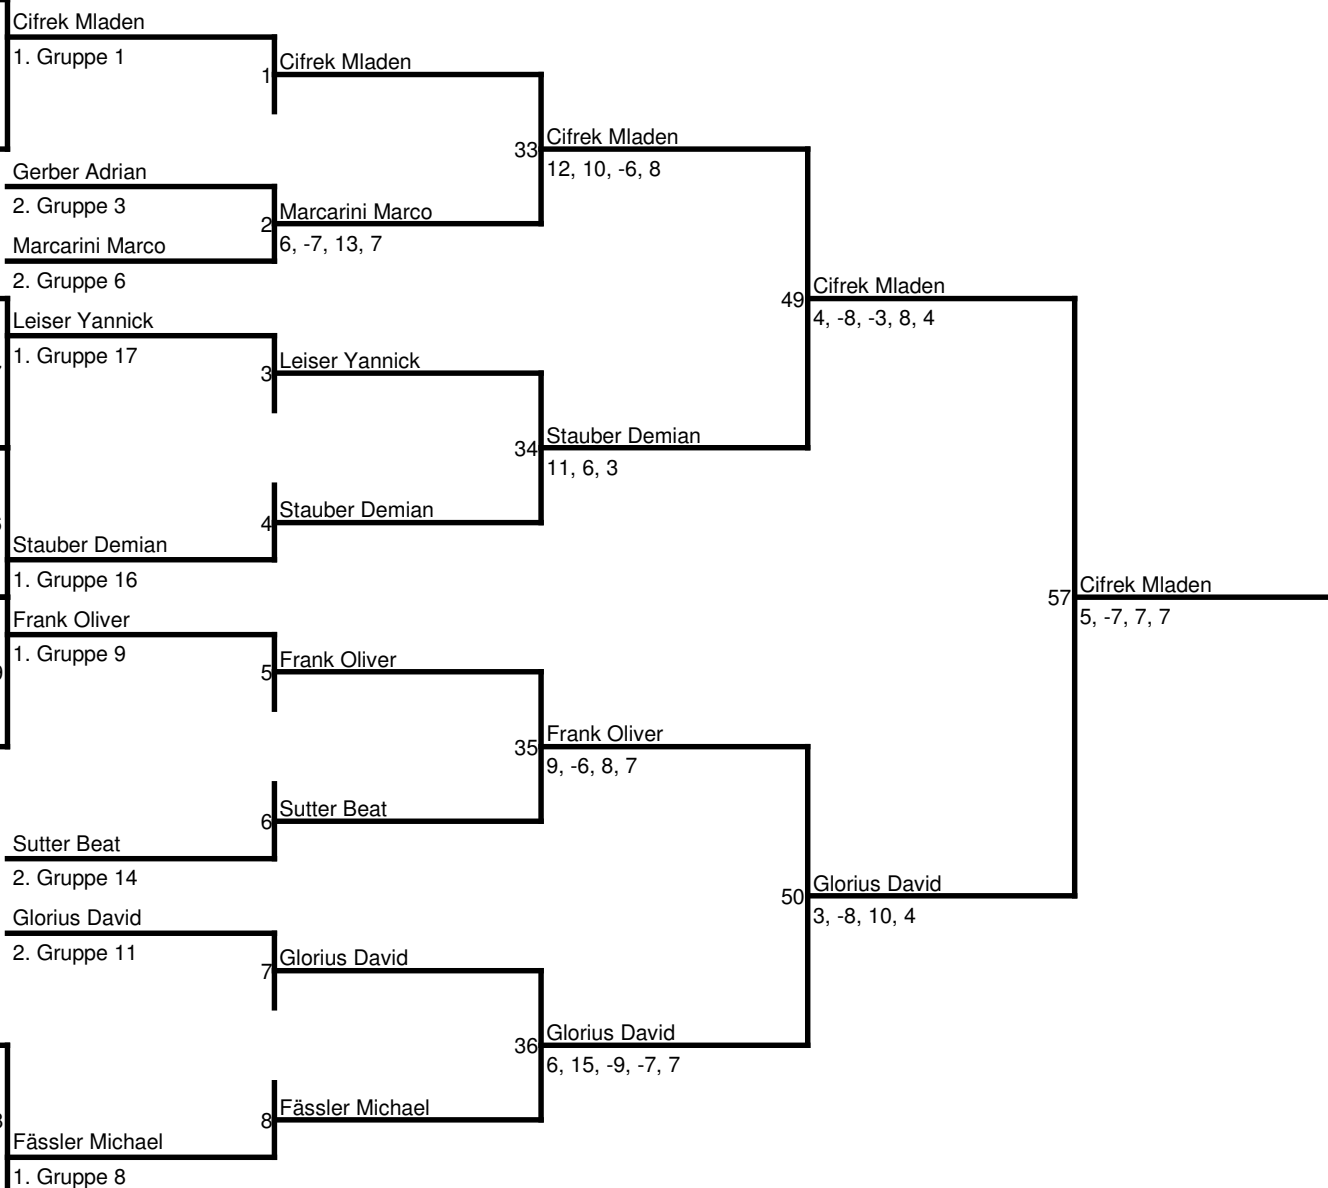 Cifrek Mladen
1. Gruppe 1
1
Cifrek Mladen
33
Cifrek Mladen
12, 10, -6, 8
Gerber Adrian
2. Gruppe 3
2
Marcarini Marco
6, -7, 13, 7
Marcarini Marco
2. Gruppe 6
49
Cifrek Mladen
4, -8, -3, 8, 4
Leiser Yannick
1. Gruppe 17
3
Leiser Yannick
34
Stauber Demian
11, 6, 3
4
Stauber Demian
Stauber Demian
1. Gruppe 16
57
Cifrek Mladen
5, -7, 7, 7
Frank Oliver
1. Gruppe 9
5
Frank Oliver
35
Frank Oliver
9, -6, 8, 7
6
Sutter Beat
Sutter Beat
2. Gruppe 14
50
Glorius David
3, -8, 10, 4
Glorius David
2. Gruppe 11
7
Glorius David
36
Glorius David
6, 15, -9, -7, 7
8
Fässler Michael
Fässler Michael
1. Gruppe 8